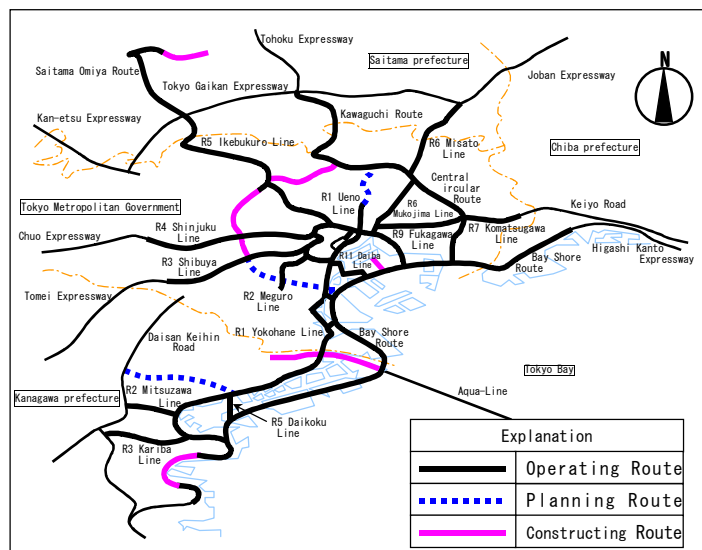 Tohoku Expressway
Saitama prefecture
N
Saitama Omiya Route
Tokyo Gaikan Expressway
Joban Expressway
Kan-etsu Expressway
Kawaguchi Route
R5 Ikebukuro Line
R6 Misato
Line
Chiba prefecture
Central
circular
Route
R1 Ueno
Line
R6
Mukojima Line
Tokyo Metropolitan Government
Keiyo Road
R4 Shinjuku
Line
R9 Fukagawa
Line
R7 Komatsugawa
Line
Chuo Expressway
R11 Daiba
Line
Higashi Kanto
Expressway
Bay Shore
Route
R3 Shibuya
Line
Tomei Expressway
R2 Meguro
Line
Daisan Keihin
Road
R1 Yokohane Line
Bay Shore
Route
Tokyo Bay
Aqua-Line
Kanagawa prefecture
R2 Mitsuzawa
Line
R5 Daikoku
Line
R3 Kariba
Line
Explanation
Operating Route
Planning Route
Constructing Route